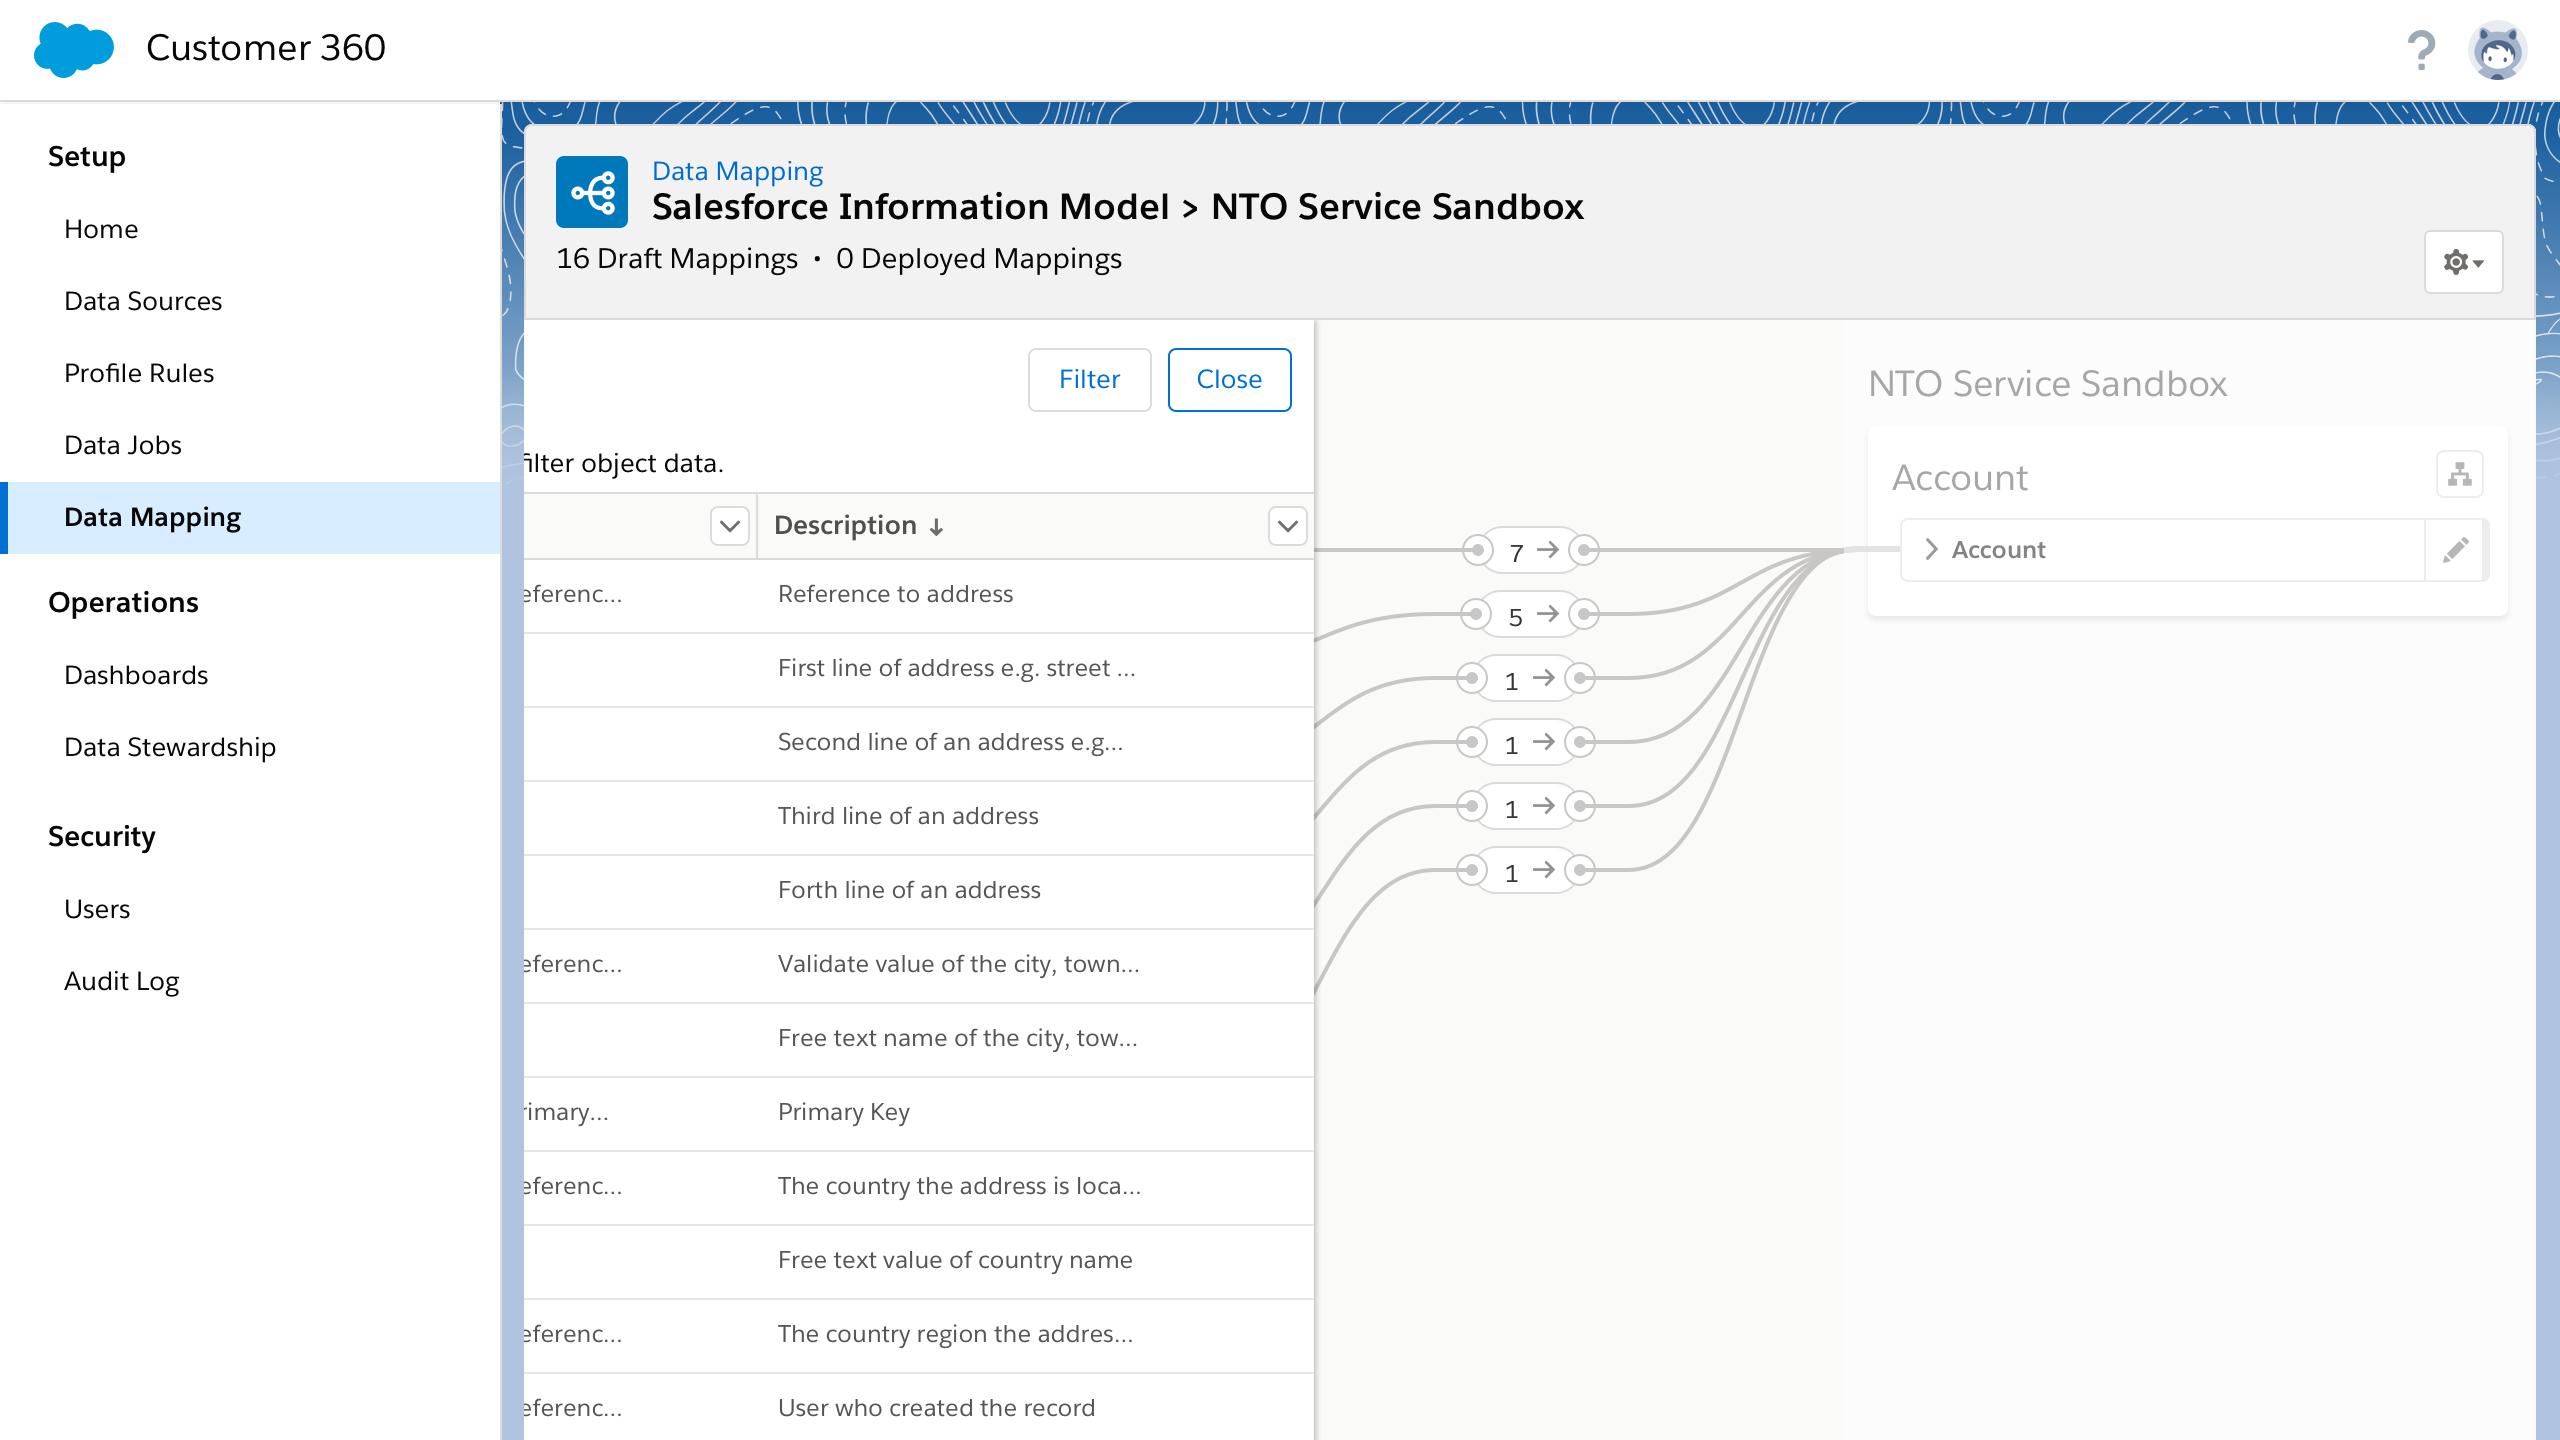 Customer 360
?
Setup
Home
Data Sources
Profile Rules
Data Jobs
Data Mapping
Operations
Dashboards
Data Stewardship
Security
Users
Audit Log
Data Mapping
Salesforce Information Model > NTO Service Sandbox
16 Draft Mappings • 0 Deployed Mappings
Filter
Close
filter object data.
Description ↓
eferenc... Reference to address
First line of address e.g. street ...
Second line of an address e.g...
Third line of an address
Forth line of an address
eferenc... Validate value of the city, town...
Free text name of the city, tow...
rimary... Primary Key
eferenc... The country the address is loca...
Free text value of country name
eferenc... The country region the addres...
eferenc... User who created the record
7 →
5 →
1 →
1 →
1 →
1 →
NTO Service Sandbox
Account
Account